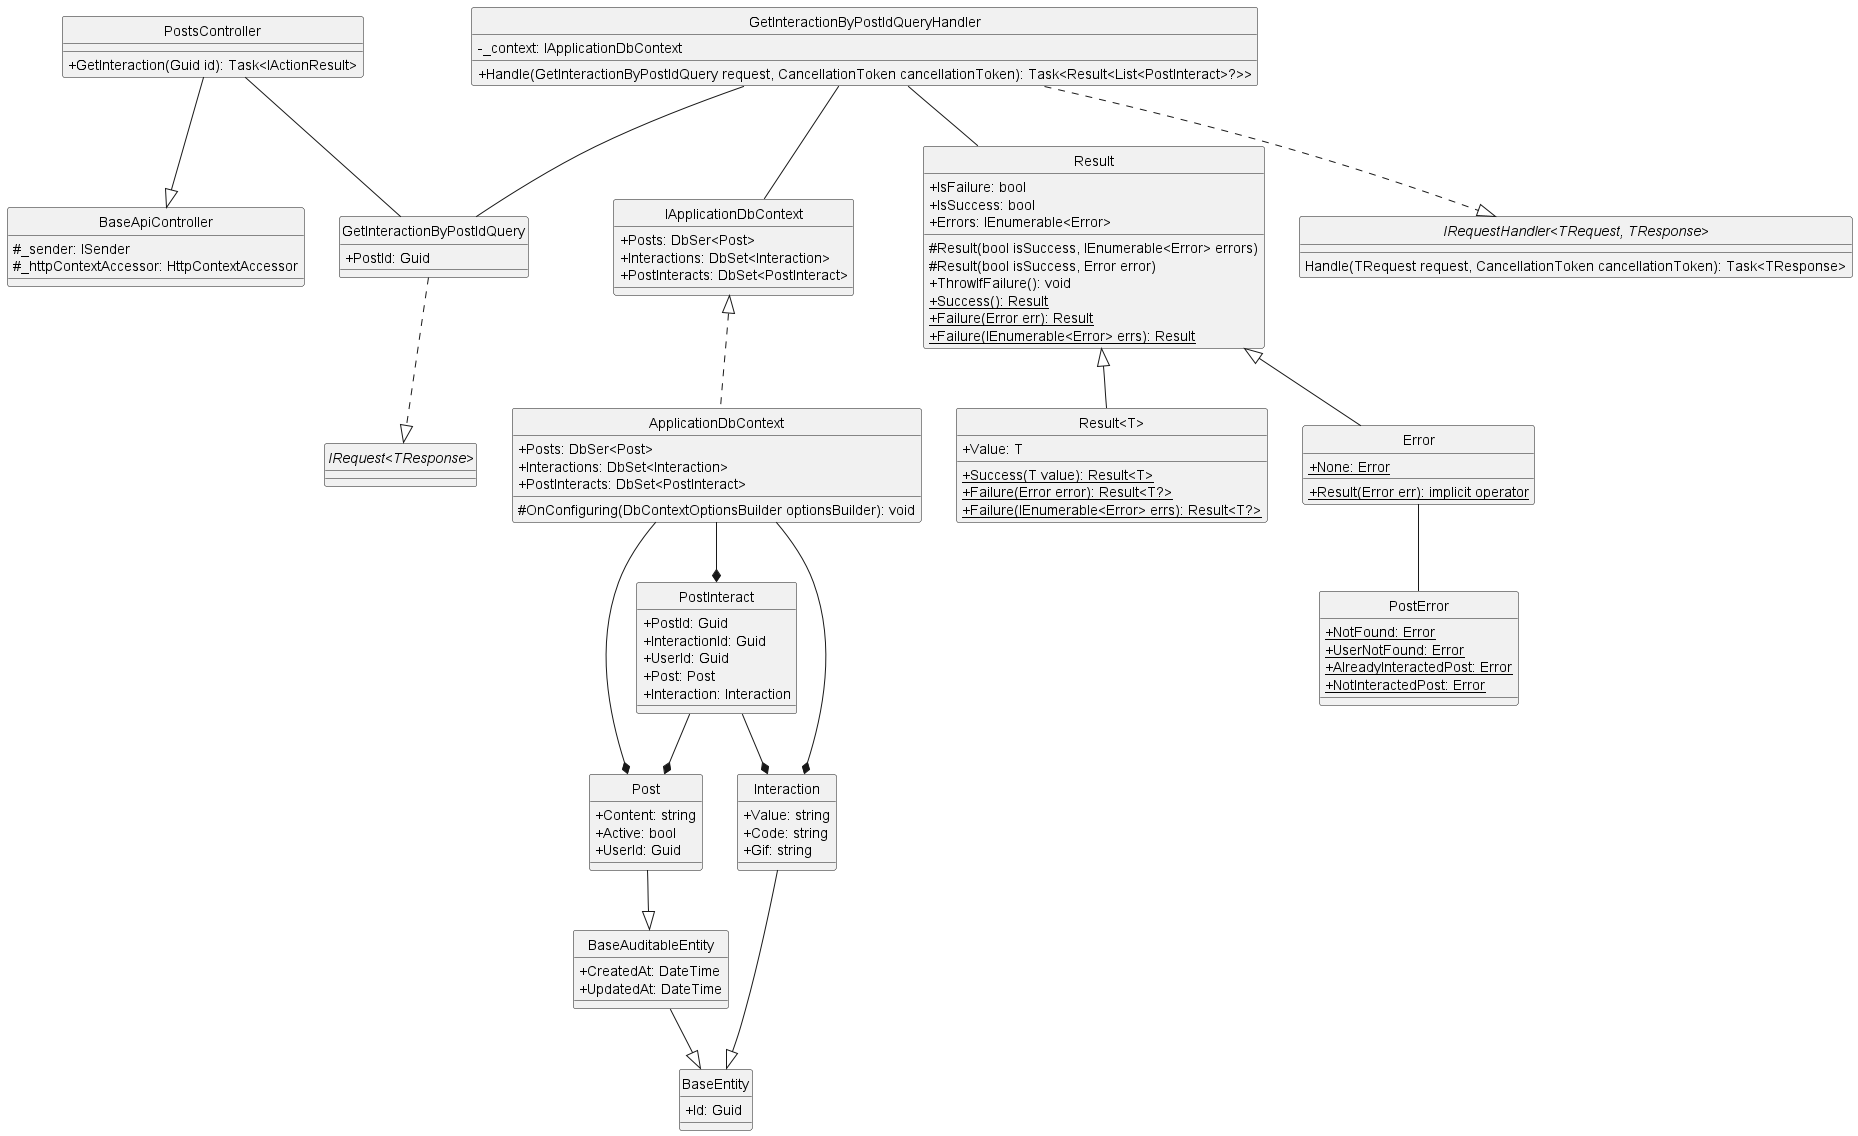 PostsController
+GetInteraction(Guid id): Task<IActionResult>
GetInteractionByPostIdQueryHandler
-_context: IApplicationDbContext
+Handle(GetInteractionByPostIdQuery request, CancellationToken cancellationToken): Task<Result<List<PostInteract>?>>
BaseApiController
#_sender: ISender
#_httpContextAccessor: HttpContextAccessor
GetInteractionByPostIdQuery
+PostId: Guid
IApplicationDbContext
+Posts: DbSer<Post>
+Interactions: DbSet<Interaction>
+PostInteracts: DbSet<PostInteract>
Result
+IsFailure: bool
+IsSuccess: bool
+Errors: IEnumerable<Error>
#Result(bool isSuccess, IEnumerable<Error> errors)
#Result(bool isSuccess, Error error)
+ThrowIfFailure(): void
+Success(): Result
+Failure(Error err): Result
+Failure(IEnumerable<Error> errs): Result
IRequestHandler<TRequest, TResponse>
Handle(TRequest request, CancellationToken cancellationToken): Task<TResponse>
IRequest<TResponse>
ApplicationDbContext
+Posts: DbSer<Post>
+Interactions: DbSet<Interaction>
+PostInteracts: DbSet<PostInteract>
#OnConfiguring(DbContextOptionsBuilder optionsBuilder): void
Result<T>
+Value: T
+Success(T value): Result<T>
+Failure(Error error): Result<T?>
+Failure(IEnumerable<Error> errs): Result<T?>
Error
+None: Error
+Result(Error err): implicit operator
PostInteract
+PostId: Guid
+InteractionId: Guid
+UserId: Guid
+Post: Post
+Interaction: Interaction
PostError
+NotFound: Error
+UserNotFound: Error
+AlreadyInteractedPost: Error
+NotInteractedPost: Error
Post
+Content: string
+Active: bool
+UserId: Guid
Interaction
+Value: string
+Code: string
+Gif: string
BaseAuditableEntity
+CreatedAt: DateTime
+UpdatedAt: DateTime
BaseEntity
+Id: Guid